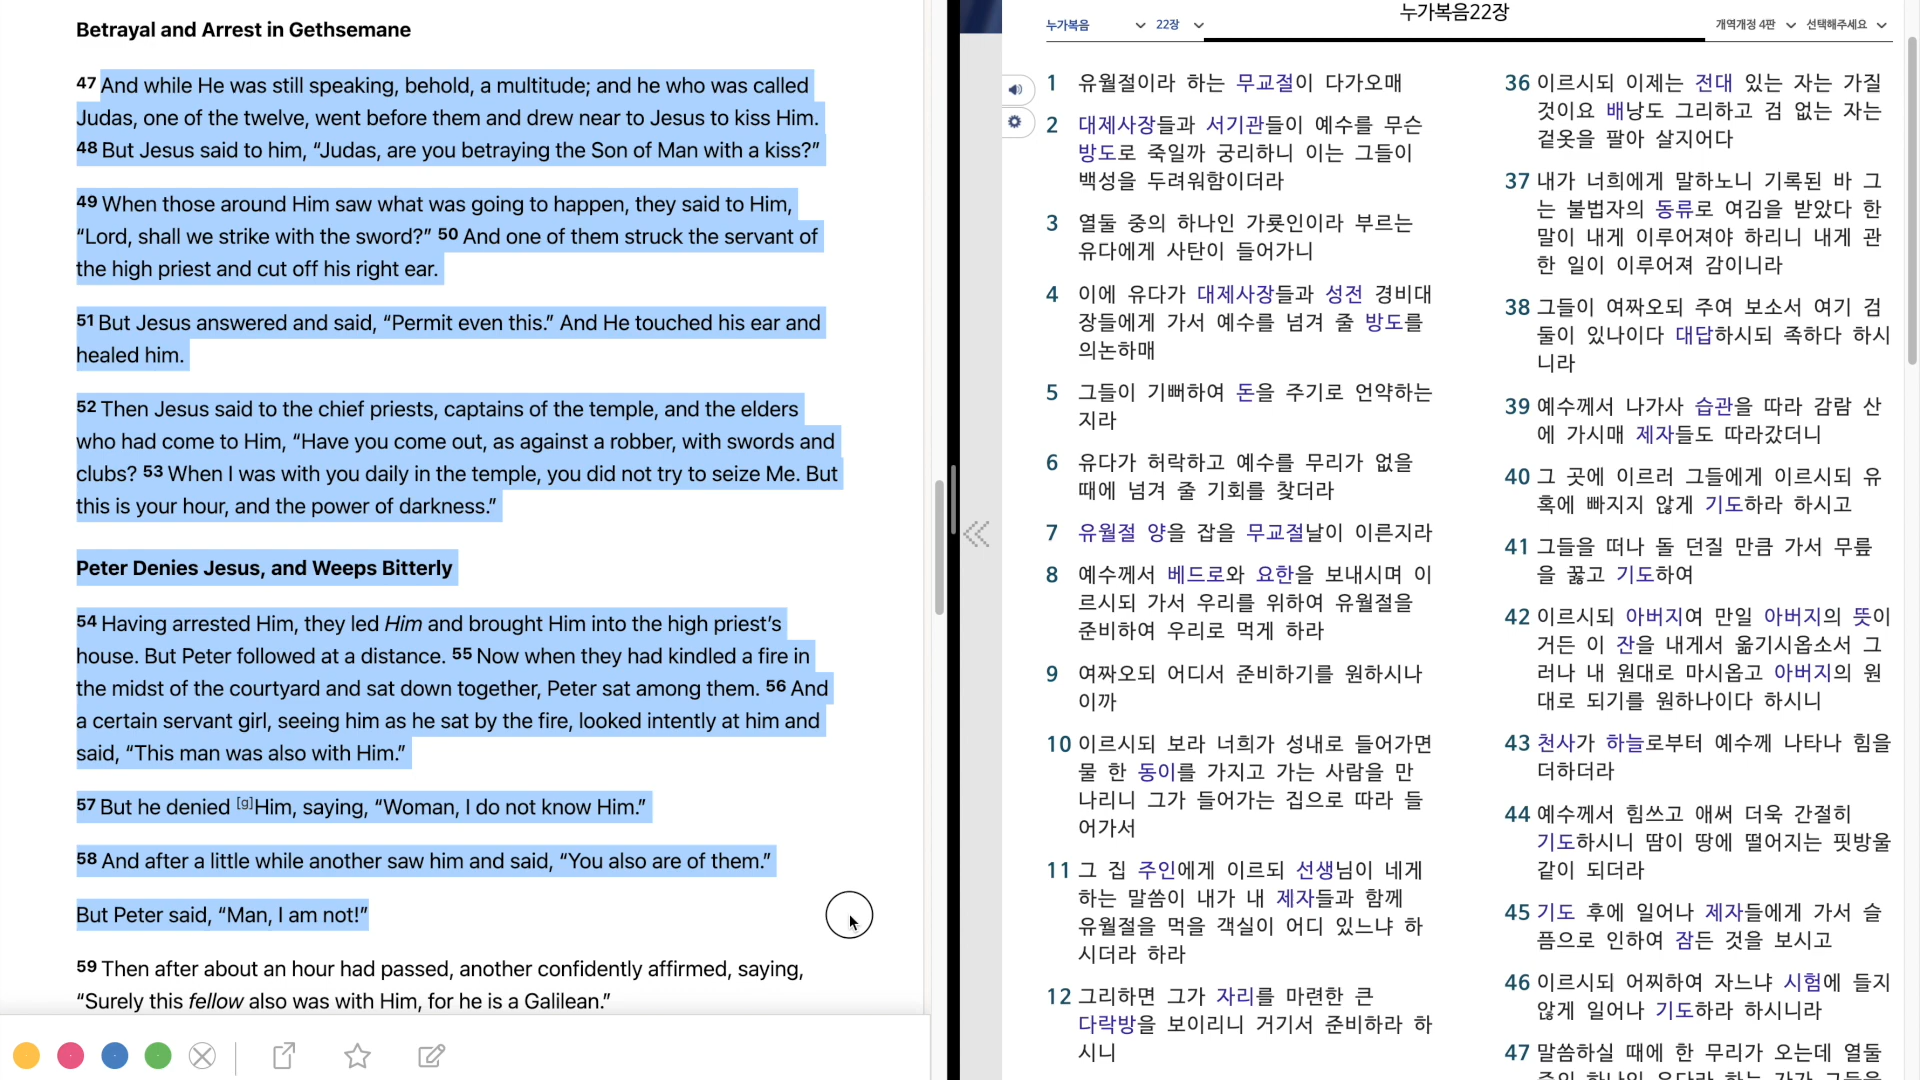 Betrayal and Arrest in Gethsemane
47 And while He was still speaking, behold, a multitude; and he who was called
Judas, one of the twelve, went before them and drew near to Jesus to kiss Him.
48 But Jesus said to him, “Judas, are you betraying the Son of Man with a kiss?”
49 When those around Him saw what was going to happen, they said to Him,
“Lord, shall we strike with the sword?” 50 And one of them struck the servant of
the high priest and cut off his right ear.
51 But Jesus answered and said, “Permit even this.” And He touched his ear and
healed him.
52 Then Jesus said to the chief priests, captains of the temple, and the elders
who had come to Him, “Have you come out, as against a robber, with swords and
clubs? 53 When I was with you daily in the temple, you did not try to seize Me. But
this is your hour, and the power of darkness.”
Peter Denies Jesus, and Weeps Bitterly
54 Having arrested Him, they led Him and brought Him into the high priest’s
house. But Peter followed at a distance. 55 Now when they had kindled a fire in
the midst of the courtyard and sat down together, Peter sat among them. 56 And
a certain servant girl, seeing him as he sat by the fire, looked intently at him and
said, “This man was also with Him.”
57 But he denied [g]Him, saying, “Woman, I do not know Him.”
58 And after a little while another saw him and said, “You also are of them.”
But Peter said, “Man, I am not!”
59 Then after about an hour had passed, another confidently affirmed, saying,
“Surely this fellow also was with Him, for he is a Galilean.”
누가복음22장
누가복음 22장 개역개정 4판 선택해주세요
1 유월절이라 하는 무교절이 다가오매
2 대제사장들과 서기관들이 예수를 무슨
방도로 죽일까 궁리하니 이는 그들이
백성을 두려워함이더라
3 열둘 중의 하나인 가룟인이라 부르는
유다에게 사탄이 들어가니
4 이에 유다가 대제사장들과 성전 경비대
장들에게 가서 예수를 넘겨 줄 방도를
의논하매
5 그들이 기뻐하여 돈을 주기로 언약하는
지라
6 유다가 허락하고 예수를 무리가 없을
때에 넘겨 줄 기회를 찾더라
7 유월절 양을 잡을 무교절날이 이른지라
8 예수께서 베드로와 요한을 보내시며 이
르시되 가서 우리를 위하여 유월절을
준비하여 우리로 먹게 하라
9 여짜오되 어디서 준비하기를 원하시나
이까
10 이르시되 보라 너희가 성내로 들어가면
물 한 동이를 가지고 가는 사람을 만
나리니 그가 들어가는 집으로 따라 들
어가서
11 그 집 주인에게 이르되 선생님이 네게
하는 말씀이 내가 내 제자들과 함께
유월절을 먹을 객실이 어디 있느냐 하
시더라 하라
12 그리하면 그가 자리를 마련한 큰
다락방을 보이리니 거기서 준비하라 하
시니
36 이르시되 이제는 전대 있는 자는 가질
것이요 배낭도 그리하고 검 없는 자는
겉옷을 팔아 살지어다
37 내가 너희에게 말하노니 기록된 바 그
는 불법자의 동류로 여김을 받았다 한
말이 내게 이루어져야 하리니 내게 관
한 일이 이루어져 감이니라
38 그들이 여짜오되 주여 보소서 여기 검
둘이 있나이다 대답하시되 족하다 하시
니라
39 예수께서 나가사 습관을 따라 감람 산
에 가시매 제자들도 따라갔더니
40 그 곳에 이르러 그들에게 이르시되 유
혹에 빠지지 않게 기도하라 하시고
41 그들을 떠나 돌 던질 만큼 가서 무릎
을 꿇고 기도하여
42 이르시되 아버지여 만일 아버지의 뜻이
거든 이 잔을 내게서 옮기시옵소서 그
러나 내 원대로 마시옵고 아버지의 원
대로 되기를 원하나이다 하시니
43 천사가 하늘로부터 예수께 나타나 힘을
더하더라
44 예수께서 힘쓰고 애써 더욱 간절히
기도하시니 땀이 땅에 떨어지는 핏방울
같이 되더라
45 기도 후에 일어나 제자들에게 가서 슬
픔으로 인하여 잠든 것을 보시고
46 이르시되 어찌하여 자느냐 시험에 들지
않게 일어나 기도하라 하시니라
47 말씀하실 때에 한 무리가 오는데 열둘